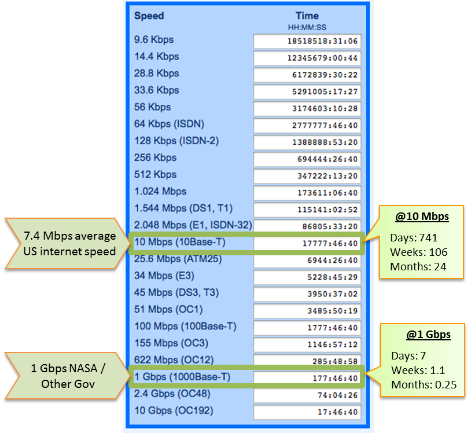 Speed Time
HH:MM:SS
9.6 Kbps 18518518:31:06
14.4 Kbps 12345679:00:44
28.8 Kbps 6172839:30:22
33.6 Kbps 5291005:17:27
56 Kbps 3174603:10:28
64 Kbps (ISDN) 2777777:46:40
128 Kbps (ISDN-2) 1388888:53:20
256 Kbps 694444:26:40
512 Kbps 347222:13:20
1.024 Mbps 173611:06:40
1.544 Mbps (DS1, T1) 115141:02:52
2.048 Mbps (E1, ISDN-32) 86805:33:20
10 Mbps (10Base-T) 17777:46:40
25.6 Mbps (ATM25) 6944:26:40
34 Mbps (E3) 5228:45:29
45 Mbps (DS3, T3) 3950:37:02
51 Mbps (OC1) 3485:50:19
100 Mbps (100Base-T) 1777:46:40
155 Mbps (OC3) 1146:57:12
622 Mbps (OC12) 285:48:58
1 Gbps (1000Base-T) 177:46:40
2.4 Gbps (OC48) 74:04:26
10 Gbps (OC192) 17:46:40
7.4 Mbps average
US internet speed
1 Gbps NASA /
Other Gov
@10 Mbps
Days: 741
Weeks: 106
Months: 24
@1 Gbps
Days: 7
Weeks: 1.1
Months: 0.25